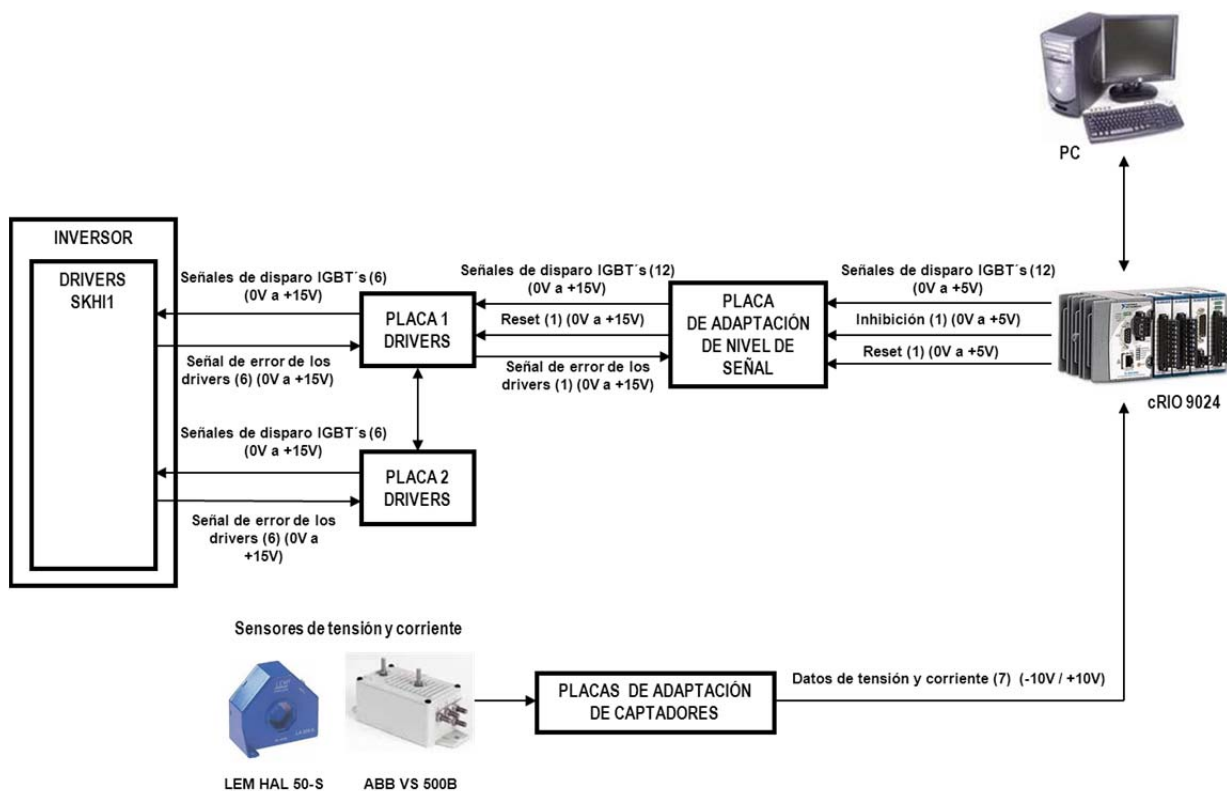 PC
INVERSOR
DRIVERS
SKHI1
Señales de disparo IGBT´s (6)
(0V a +15V)
Señal de error de los
drivers (6) (0V a +15V)
Señales de disparo IGBT´s (6)
(0V a +15V)
Señal de error de los
drivers (6) (0V a
+15V)
PLACA 1
DRIVERS
PLACA 2
DRIVERS
Señales de disparo IGBT´s (12)
(0V a +15V)
Reset (1) (0V a +15V)
Señal de error de los
drivers (1) (0V a +15V)
PLACA
DE ADAPTACIÓN
DE NIVEL DE
SEÑAL
Señales de disparo IGBT´s (12)
(0V a +5V)
Inhibición (1) (0V a +5V)
Reset (1) (0V a +5V)
cRIO 9024
Sensores de tensión y corriente
LEM HAL 50-S
ABB VS 500B
PLACAS DE ADAPTACIÓN
DE CAPTADORES
Datos de tensión y corriente (7) (-10V / +10V)